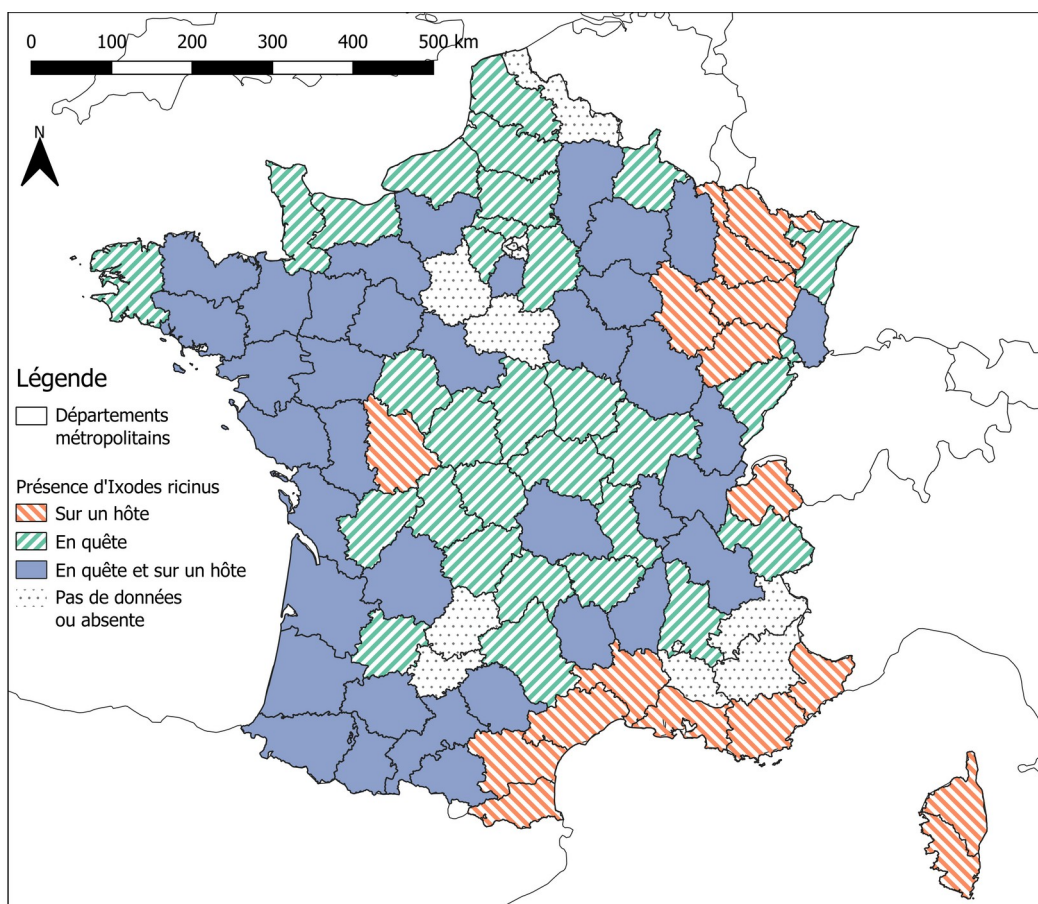 0 100 200 300 400 500 km
N
Légende
Départements
métropolitains
Présence d'Ixodes ricinus
Sur un hôte
En quête
En quête et sur un hôte
Pas de données
ou absente